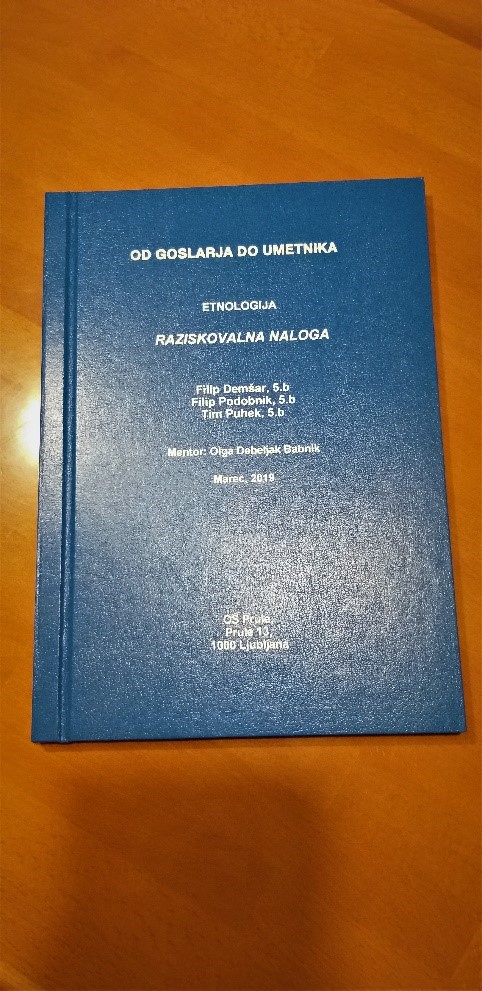 OD GOSLARJA DO UMETNIKA
ETNOLOGIJA
RAZISKOVALNA NALOGA
Filip Demšar, 5.b
Filip Podobnik, 5.b
Tim Puhek, 5.b
Mentor: Olga Debeljak Babnik
Marec, 2019
OŠ Prule,
Prule 13,
1000 Ljubljana